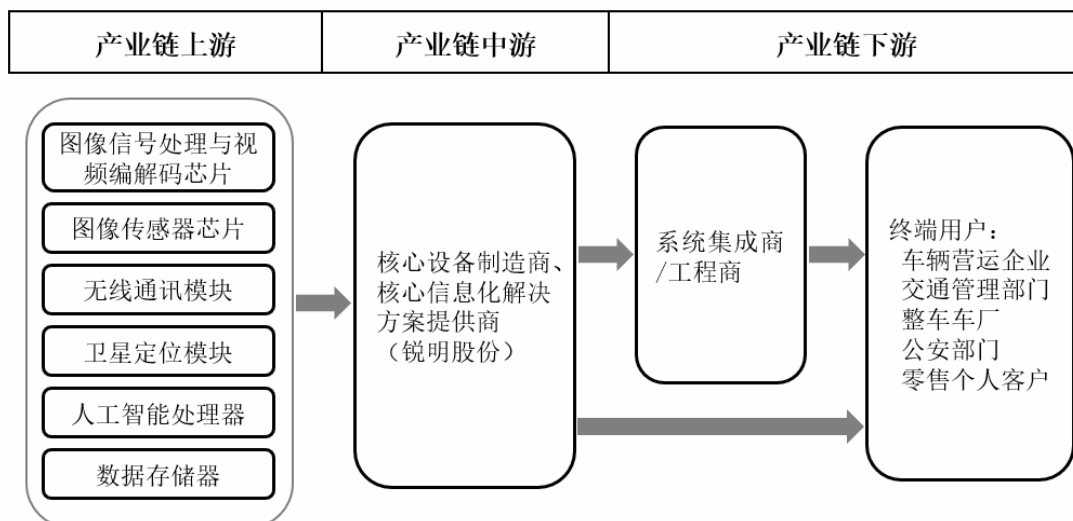 产业链上游
产业链中游
产业链下游
图像信号处理与视
频编解码芯片
图像传感器芯片
无线通讯模块
卫星定位模块
人工智能处理器
数据存储器
核心设备制造商、
核心信息化解决
方案提供商
（锐明股份）
系统集成商
/工程商
终端用户：
车辆营运企业
交通管理部门
整车车厂
公安部门
零售个人客户